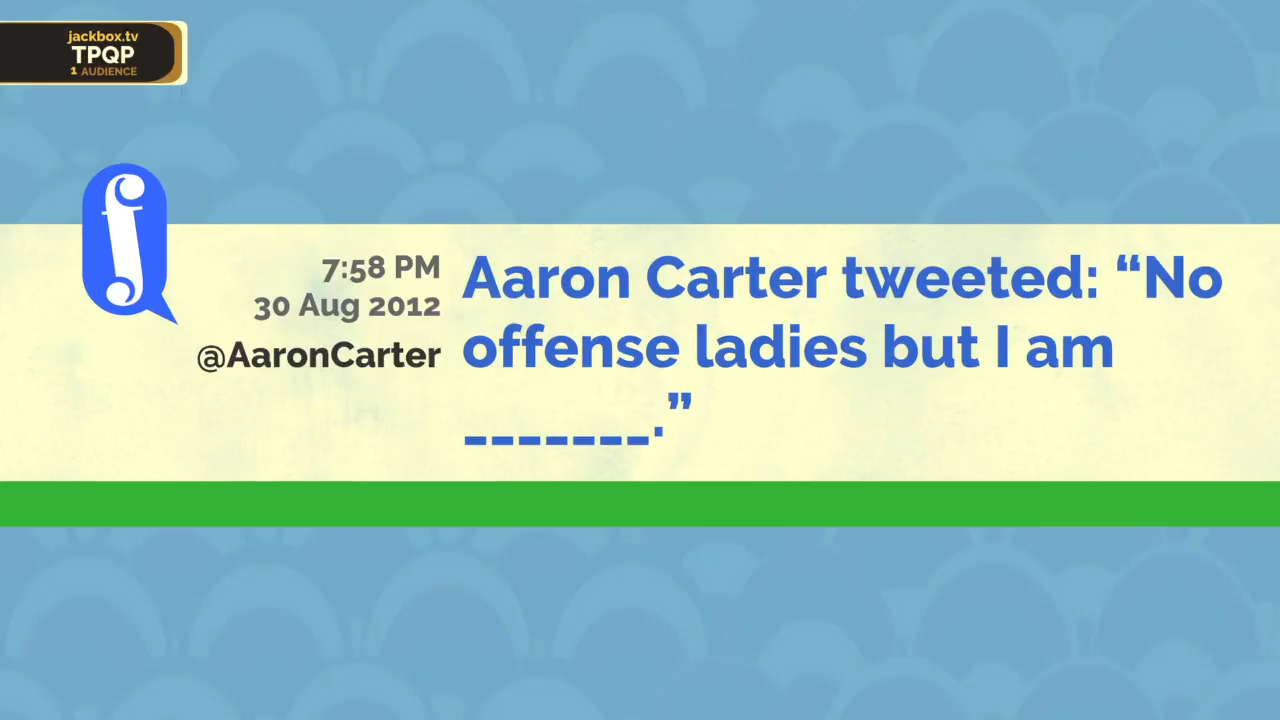 jackbox.tv
TPQP
1 AUDIENCE
7:58 PM
30 Aug 2012
@AaronCarter
Aaron Carter tweeted: “No
offense ladies but I am
_______.”